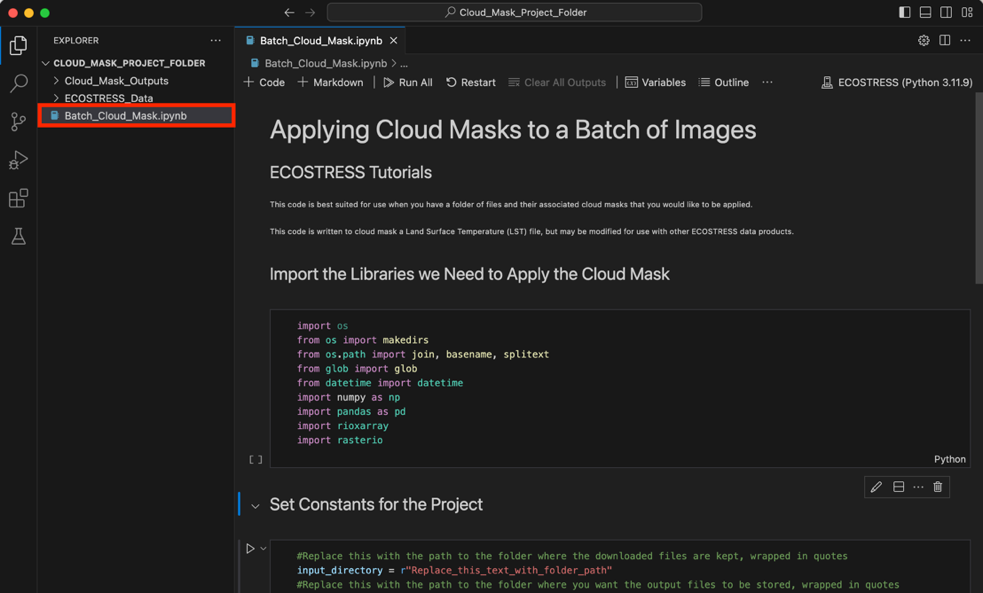 Cloud_Mask_Project_Folder
EXPLORER
CLOUD_MASK_PROJECT_FOLDER
Cloud_Mask_Outputs
ECOSTRESS_Data
Batch_Cloud_Mask.ipynb
Batch_Cloud_Mask.ipynb
Batch_Cloud_Mask.ipynb > ...
+ Code + Markdown Run All Restart Clear All Outputs Variables Outline ... ECOSTRESS (Python 3.11.9)
Applying Cloud Masks to a Batch of Images
ECOSTRESS Tutorials
This code is best suited for use when you have a folder of files and their associated cloud masks that you would like to be applied.
This code is written to cloud mask a Land Surface Temperature (LST) file, but may be modified for use with other ECOSTRESS data products.
Import the Libraries we Need to Apply the Cloud Mask
import os
from os import makedirs
from os.path import join, basename, splitext
from glob import glob
from datetime import datetime
import numpy as np
import pandas as pd
import rioxarray
import rasterio
[ ]
Python
Set Constants for the Project
#Replace this with the path to the folder where the downloaded files are kept, wrapped in quotes
input_directory = r"Replace_this_text_with_folder_path"
#Replace this with the path to the folder where you want the output files to be stored, wrapped in quotes